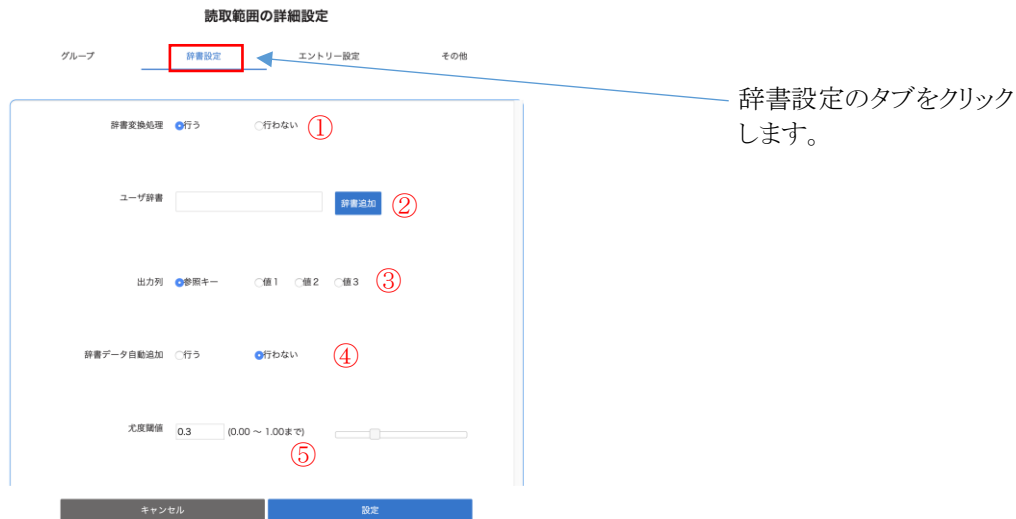 読取範囲の詳細設定
グループ 辞書設定 エントリー設定 その他
辞書設定のタブをクリック
します。
辞書変換処理 行う 行わない ①
ユーザ辞書 辞書追加 ②
出力列 参照キー 値1 値2 値3 ③
辞書データ自動追加 行う 行わない ④
尤度閾値 0.3 (0.00 ～ 1.00まで)
⑤
キャンセル 設定